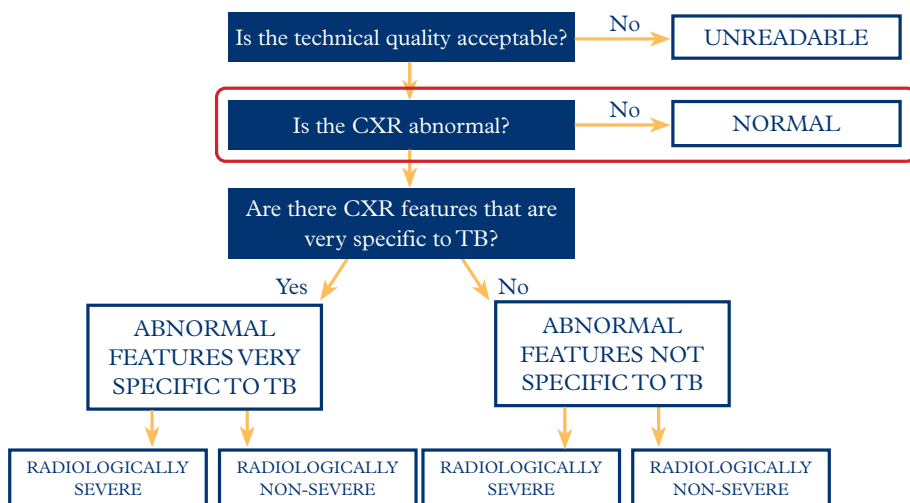 Is the technical quality acceptable?
No
UNREADABLE
Is the CXR abnormal?
No
NORMAL
Are there CXR features that are
very specific to TB?
Yes
No
ABNORMAL
FEATURES VERY
SPECIFIC TO TB
ABNORMAL
FEATURES NOT
SPECIFIC TO TB
RADIOLOGICALLY
SEVERE
RADIOLOGICALLY
NON-SEVERE
RADIOLOGICALLY
SEVERE
RADIOLOGICALLY
NON-SEVERE